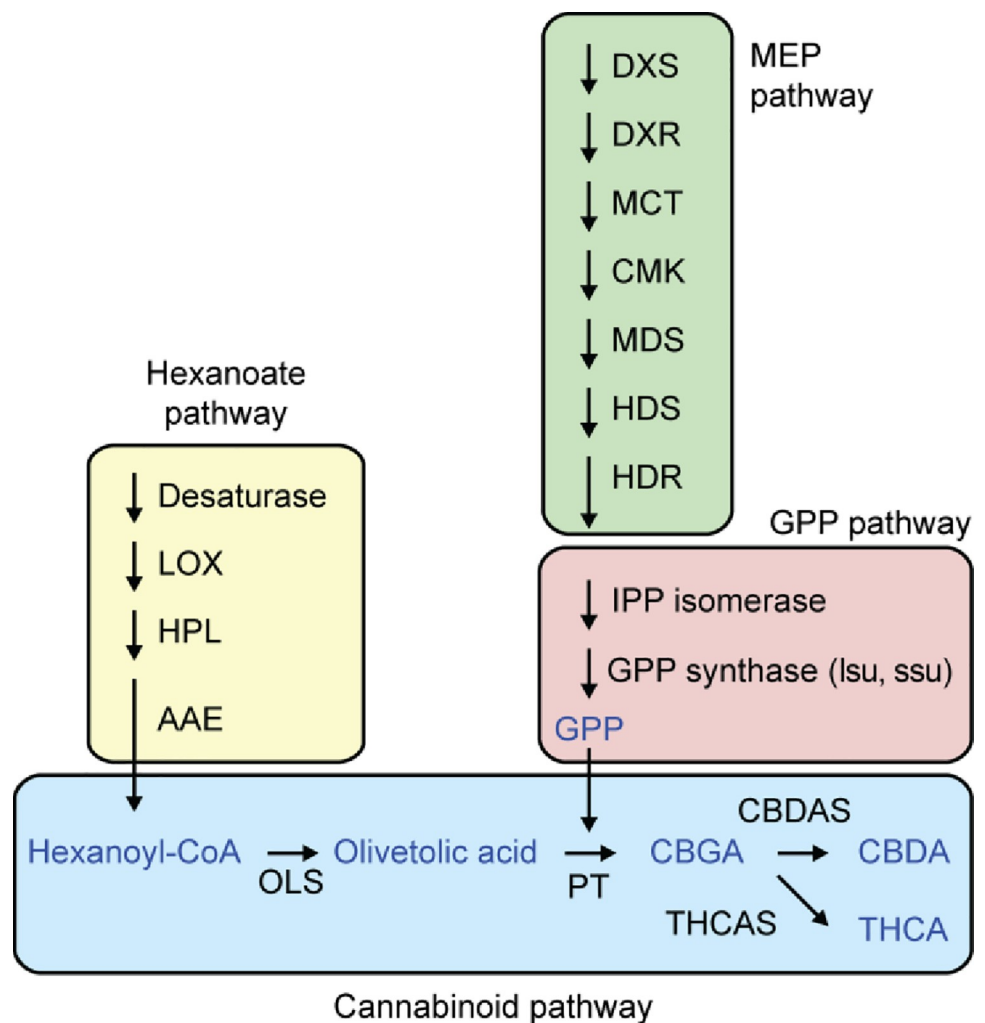 MEP
pathway
DXS
DXR
MCT
CMK
MDS
HDS
HDR
Hexanoate
pathway
Desaturase
LOX
HPL
AAE
GPP pathway
IPP isomerase
GPP synthase (lsu, ssu)
GPP
CBDAS
Hexanoyl-CoA Olivetolic acid CBGA CBDA
OLS PT
THCAS THCA
Cannabinoid pathway